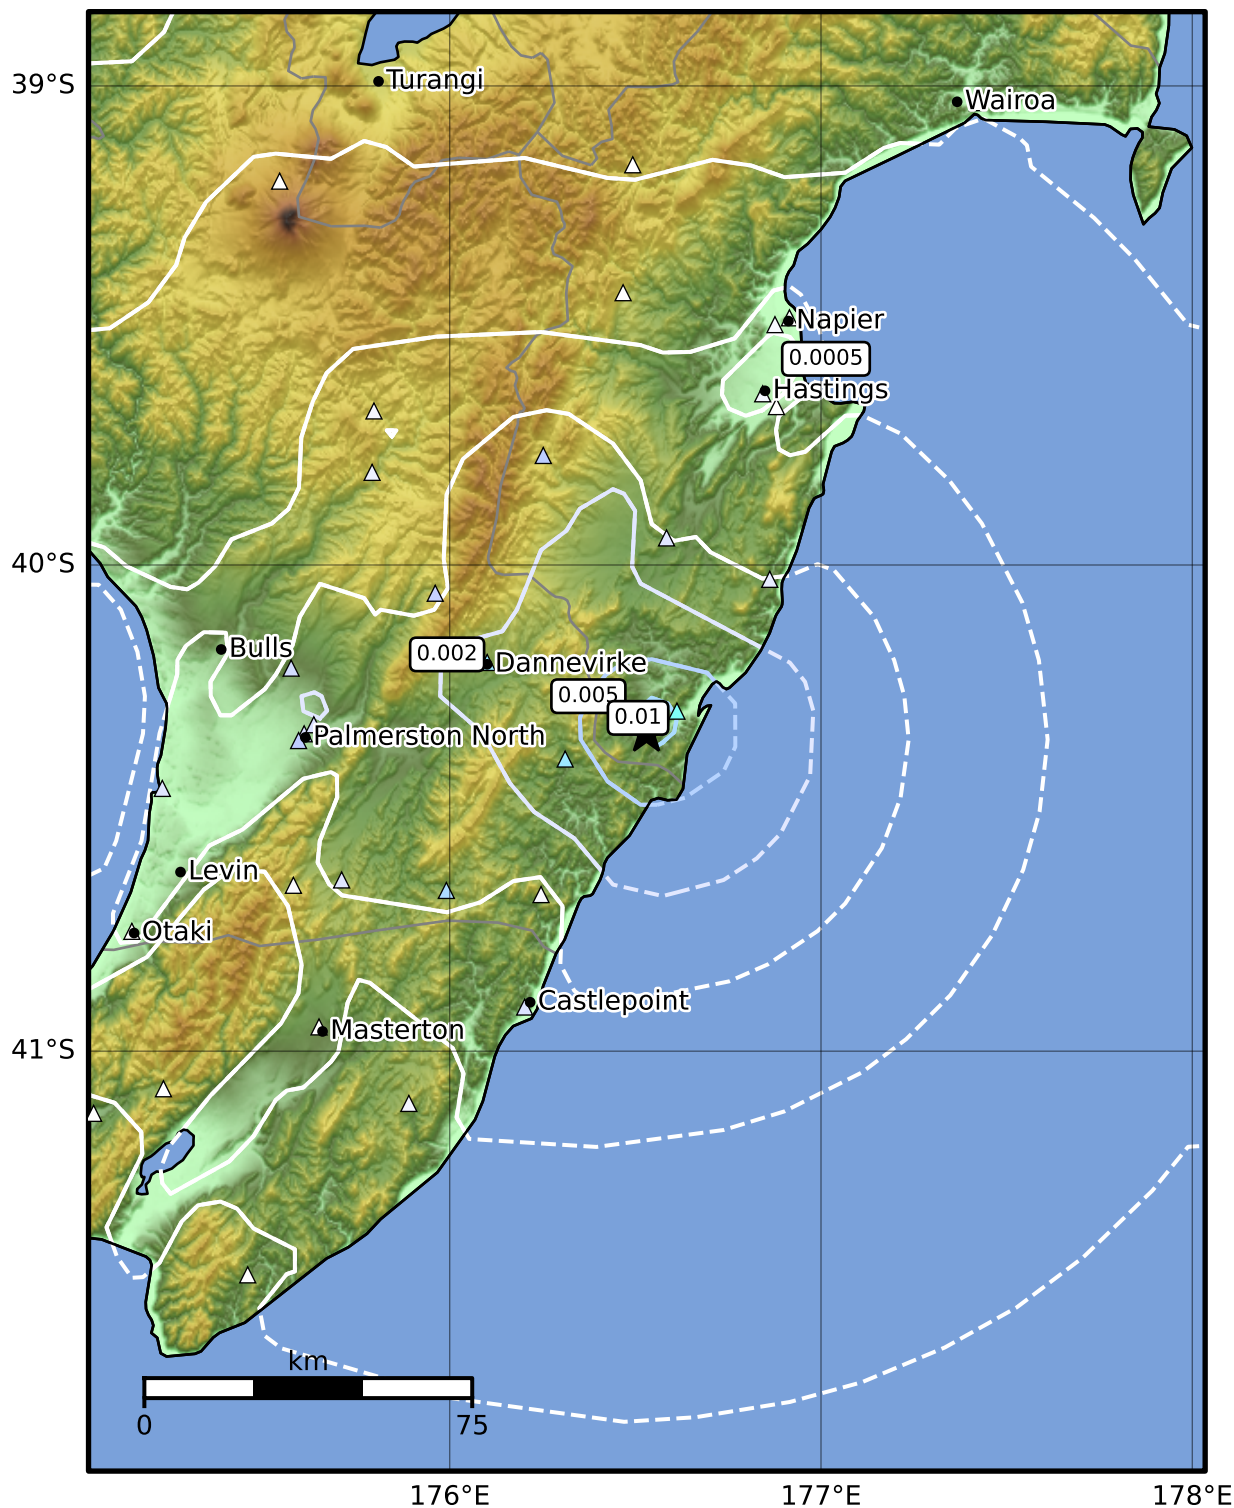 39°S
Turangi
Wairoa
Napier
0.0005
Hastings
40°S
Bulls
0.002
Dannevirke
0.005
0.01
Palmerston North
Levin
Otaki
Castlepoint
Masterton
41°S
km
0
75
176°E
177°E
178°E